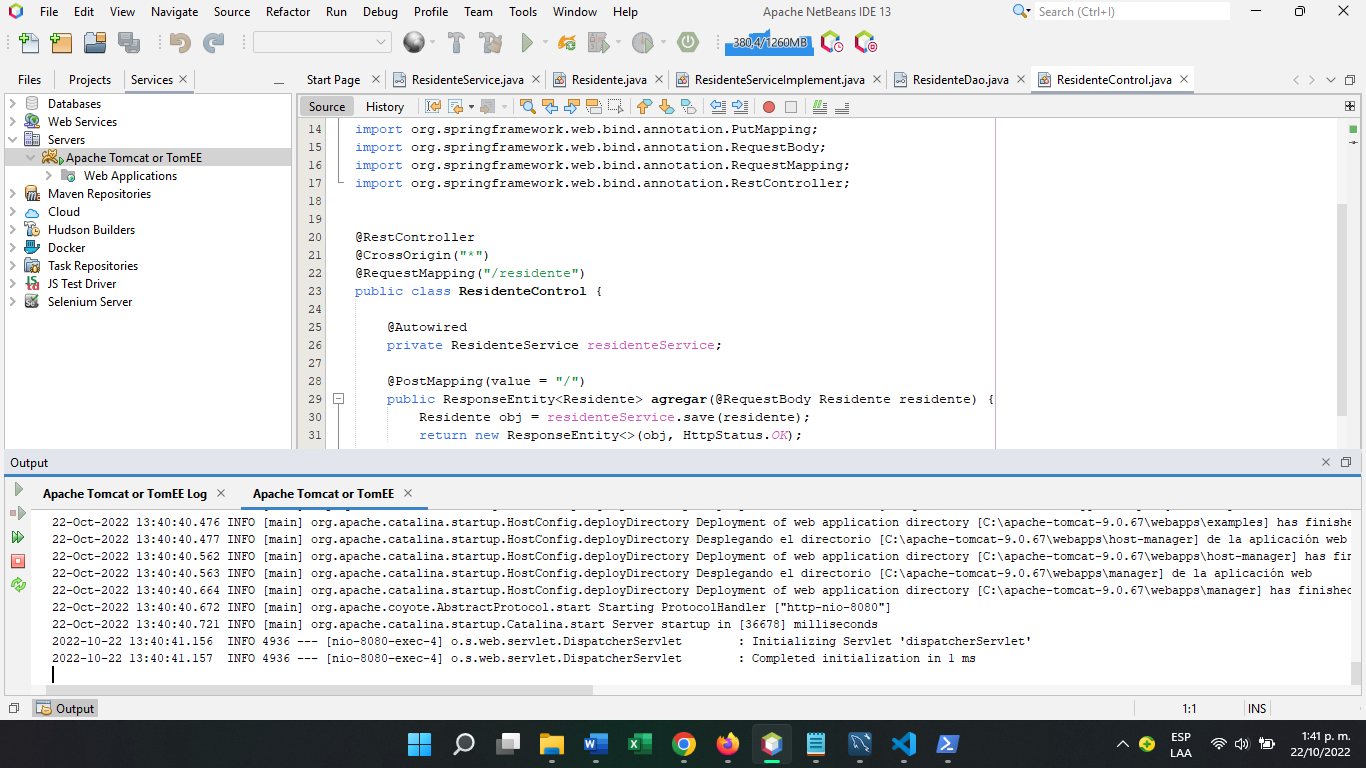 File Edit View Navigate Source Refactor Run Debug Profile Team Tools Window Help Apache NetBeans IDE 13 Search (Ctrl+I)
380,4/1260MB
Files Projects Services Start Page ResidenteService.java Residente.java ResidenteServiceImplement.java ResidenteDao.java ResidenteControl.java
Databases
Web Services
Servers
Apache Tomcat or TomEE
Web Applications
Maven Repositories
Cloud
Hudson Builders
Docker
Task Repositories
JS Test Driver
Selenium Server
Source History
14 import org.springframework.web.bind.annotation.PutMapping;
15 import org.springframework.web.bind.annotation.RequestBody;
16 import org.springframework.web.bind.annotation.RequestMapping;
17 import org.springframework.web.bind.annotation.RestController;
18
19
20 @RestController
21 @CrossOrigin("*")
22 @RequestMapping("/residente")
23 public class ResidenteControl {
24
25 @Autowired
26 private ResidenteService residenteService;
27
28 @PostMapping(value = "/")
29 public ResponseEntity<Residente> agregar(@RequestBody Residente residente) {
30 Residente obj = residenteService.save(residente);
31 return new ResponseEntity<>(obj, HttpStatus.OK);
Output
Apache Tomcat or TomEE Log Apache Tomcat or TomEE
22-Oct-2022 13:40:40.476 INFO [main] org.apache.catalina.startup.HostConfig.deployDirectory Deployment of web application directory [C:\apache-tomcat-9.0.67\webapps\examples] has finishe
22-Oct-2022 13:40:40.477 INFO [main] org.apache.catalina.startup.HostConfig.deployDirectory Desplegando el directorio [C:\apache-tomcat-9.0.67\webapps\host-manager] de la aplicación web
22-Oct-2022 13:40:40.562 INFO [main] org.apache.catalina.startup.HostConfig.deployDirectory Deployment of web application directory [C:\apache-tomcat-9.0.67\webapps\host-manager] has fin
22-Oct-2022 13:40:40.563 INFO [main] org.apache.catalina.startup.HostConfig.deployDirectory Desplegando el directorio [C:\apache-tomcat-9.0.67\webapps\manager] de la aplicación web
22-Oct-2022 13:40:40.664 INFO [main] org.apache.catalina.startup.HostConfig.deployDirectory Deployment of web application directory [C:\apache-tomcat-9.0.67\webapps\manager] has finished
22-Oct-2022 13:40:40.672 INFO [main] org.apache.coyote.AbstractProtocol.start Starting ProtocolHandler ["http-nio-8080"]
22-Oct-2022 13:40:40.721 INFO [main] org.apache.catalina.startup.Catalina.start Server startup in [36678] milliseconds
2022-10-22 13:40:41.156 INFO 4936 --- [nio-8080-exec-4] o.s.web.servlet.DispatcherServlet : Initializing Servlet 'dispatcherServlet'
2022-10-22 13:40:41.157 INFO 4936 --- [nio-8080-exec-4] o.s.web.servlet.DispatcherServlet : Completed initialization in 1 ms
Output 1:1 INS
ESP 1:41 p. m.
LAA 22/10/2022